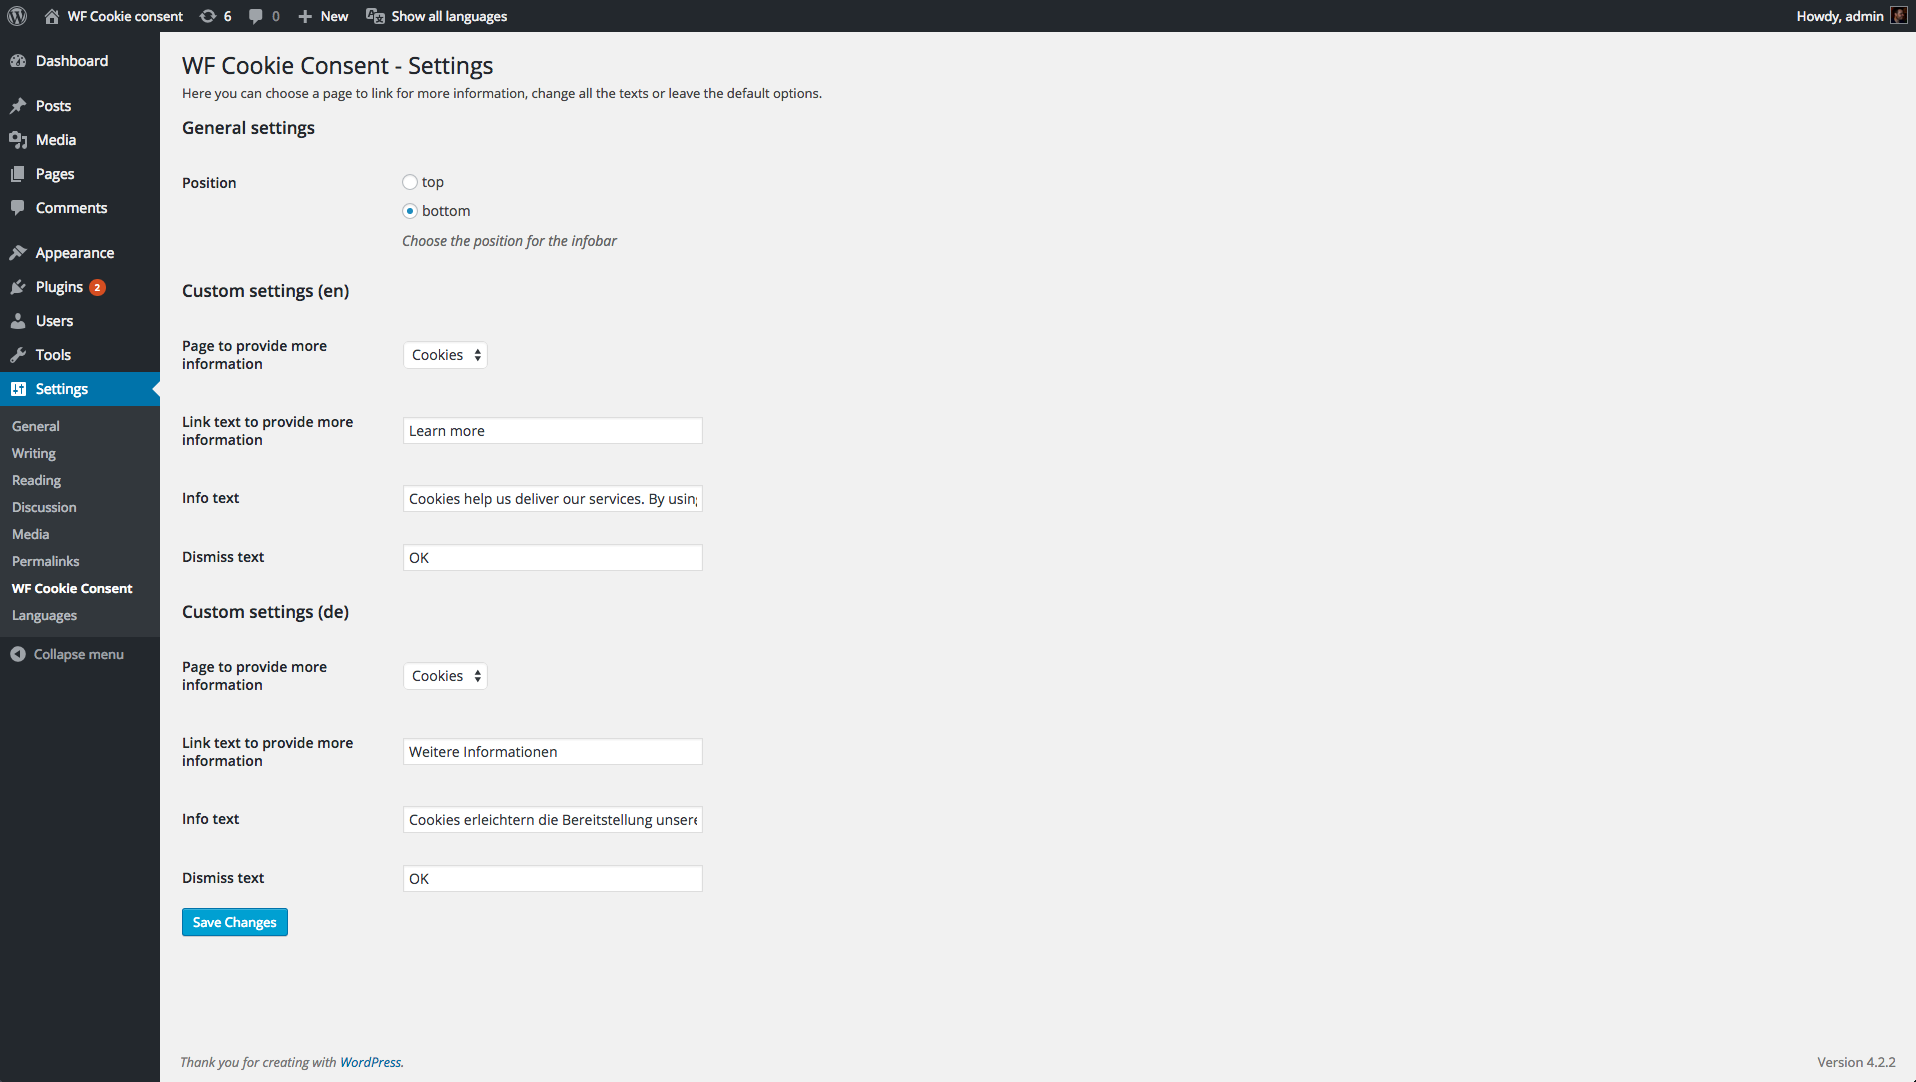 WF Cookie consent 6 0 New Show all languages Howdy, admin
Dashboard
Posts
Media
Pages
Comments
Appearance
Plugins 2
Users
Tools
Settings
General
Writing
Reading
Discussion
Media
Permalinks
WF Cookie Consent
Languages
Collapse menu
WF Cookie Consent - Settings
Here you can choose a page to link for more information, change all the texts or leave the default options.
General settings
Position
top
bottom
Choose the position for the infobar
Custom settings (en)
Page to provide more
information
Cookies
Link text to provide more
information
Learn more
Info text
Cookies help us deliver our services. By using
Dismiss text
OK
Custom settings (de)
Page to provide more
information
Cookies
Link text to provide more
information
Weitere Informationen
Info text
Cookies erleichtern die Bereitstellung unsere
Dismiss text
OK
Save Changes
Thank you for creating with WordPress.
Version 4.2.2